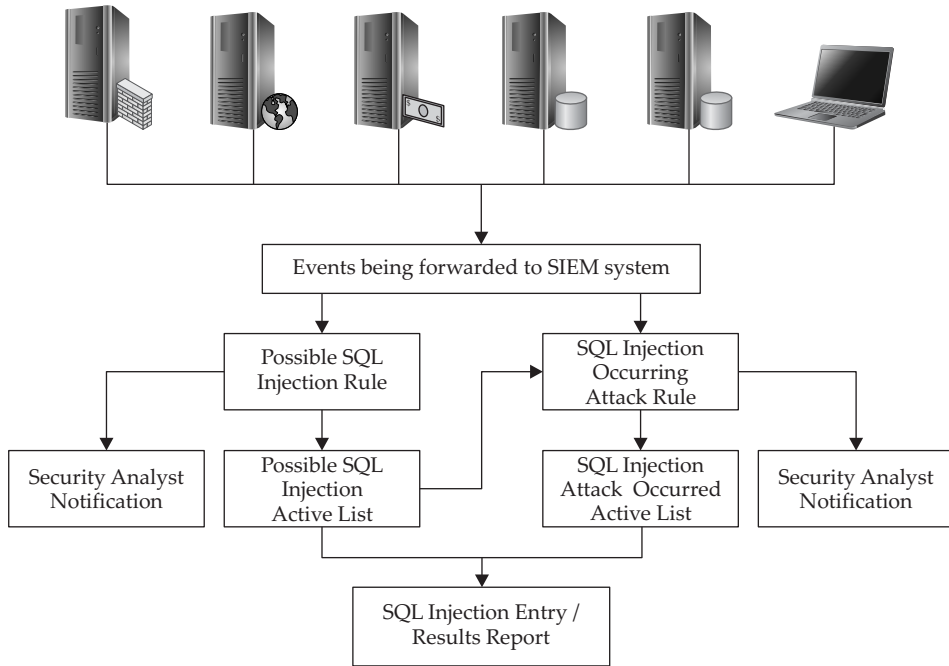 Events being forwarded to SIEM system
Possible SQL
Injection Rule
SQL Injection
Occurring
Attack Rule
Security Analyst
Notification
Possible SQL
Injection
Active List
SQL Injection
Attack Occurred
Active List
Security Analyst
Notification
SQL Injection Entry /
Results Report